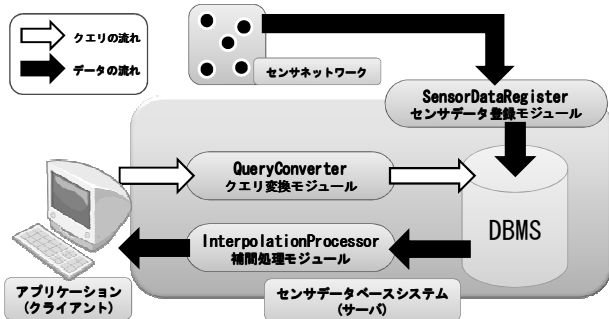 クエリの流れ
データの流れ
センサネットワーク
SensorDataRegister
センサデータ登録モジュール
QueryConverter
クエリ変換モジュール
DBMS
InterpolationProcessor
補間処理モジュール
アプリケーション
(クライアント)
センサデータベースシステム
(サーバ)